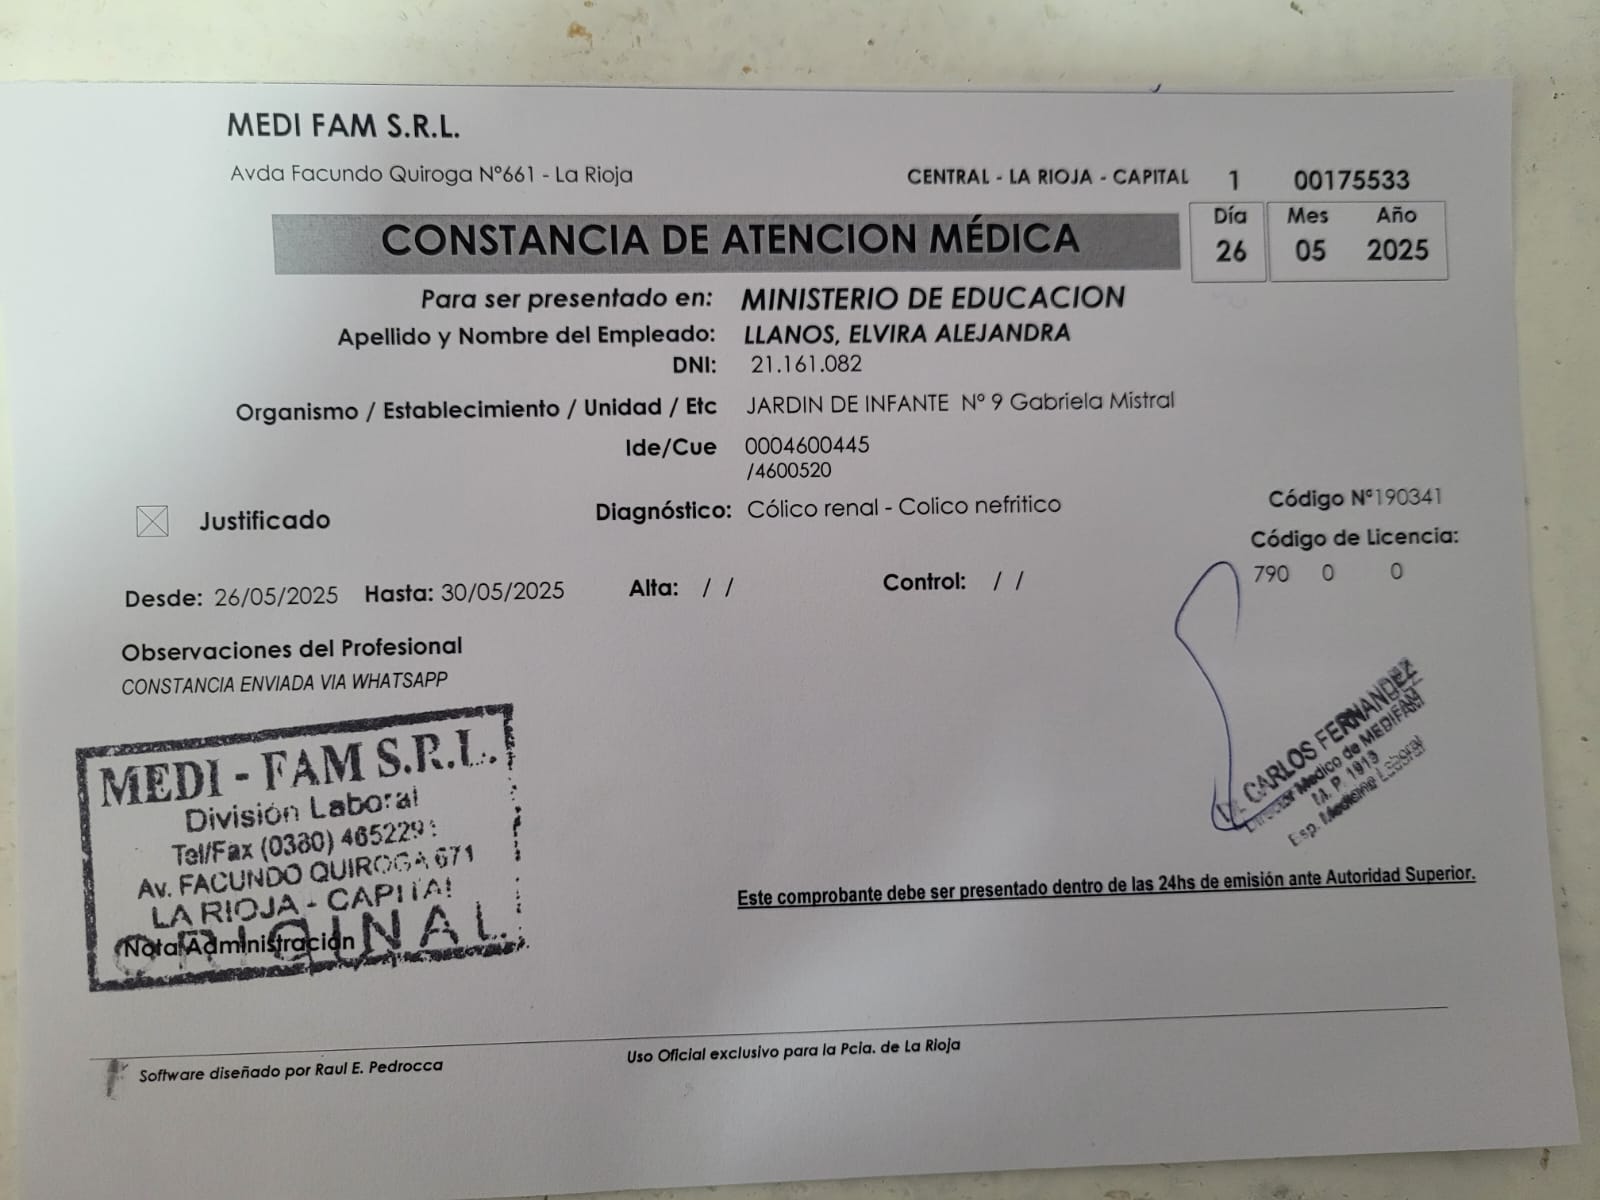 MEDI FAM S.R.L.
Avda Facundo Quiroga Nº661 - La Rioja
CENTRAL - LA RIOJA - CAPITAL 1 00175533
CONSTANCIA DE ATENCION MÉDICA
Día Mes Año
26 05 2025
Para ser presentado en: MINISTERIO DE EDUCACION
Apellido y Nombre del Empleado: LLANOS, ELVIRA ALEJANDRA
DNI: 21.161.082
Organismo / Establecimiento / Unidad / Etc JARDIN DE INFANTE Nº 9 Gabriela Mistral
Ide/Cue 0004600445
/4600520
Justificado
Diagnóstico: Cólico renal - Colico nefritico
Código Nº190341
Código de Licencia:
790 0 0
Desde: 26/05/2025 Hasta: 30/05/2025 Alta: / / Control: / /
Observaciones del Profesional
CONSTANCIA ENVIADA VIA WHATSAPP
MEDI - FAM S.R.L.
División Laboral
Tel/Fax (0380) 465229
Av. FACUNDO QUIROGA 671
LA RIOJA - CAPITAL
ORIGINAL
Nota Administración
Dr. CARLOS FERNANDEZ
Director Medico de MEDIFAM
M. P. 1919
Esp. Medicina Laboral
Este comprobante debe ser presentado dentro de las 24hs de emisión ante Autoridad Superior.
Software diseñado por Raul E. Pedrocca
Uso Oficial exclusivo para la Pcia. de La Rioja